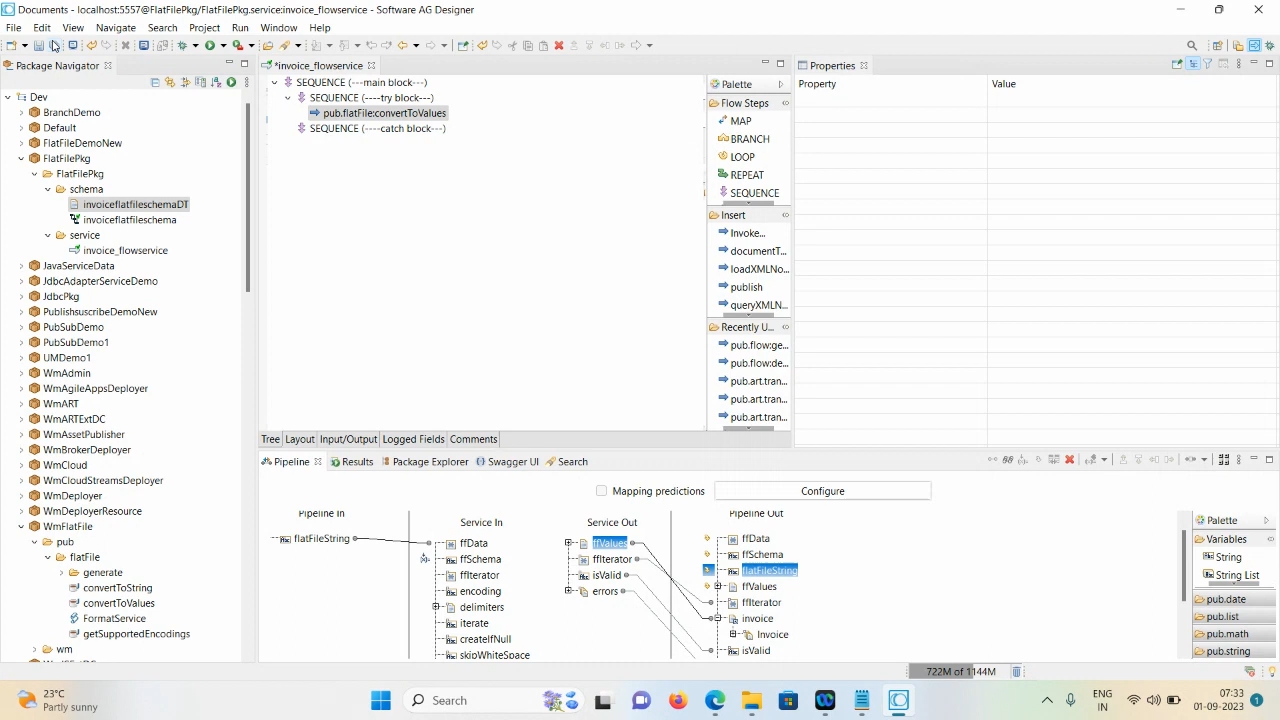 Documents - localhost:5557@FlatFilePkg/FlatFilePkg.service:invoice_flowservice - Software AG Designer
File Edit View Navigate Search Project Run Window Help
Package Navigator
Dev
BranchDemo
Default
FlatFileDemoNew
FlatFilePkg
FlatFilePkg
schema
invoiceflatfileschemaDT
invoiceflatfileschema
service
invoice_flowservice
JavaServiceData
JdbcAdapterServiceDemo
JdbcPkg
PublishsuscribeDemoNew
PubSubDemo
PubSubDemo1
UMDemo1
WmAdmin
WmAgileAppsDeployer
WmART
WmARTExtDC
WmAssetPublisher
WmBrokerDeployer
WmCloud
WmCloudStreamsDeployer
WmDeployer
WmDeployerResource
WmFlatFile
pub
flatFile
generate
convertToString
convertToValues
FormatService
getSupportedEncodings
wm
*invoice_flowservice
SEQUENCE (----main block---)
SEQUENCE (----try block---)
pub.flatFile:convertToValues
SEQUENCE (----catch block---)
Palette
Flow Steps
MAP
BRANCH
LOOP
REPEAT
SEQUENCE
Insert
Invoke...
documentT...
loadXMLNo...
publish
queryXMLN...
Recently U...
pub.flow:ge...
pub.flow:de...
pub.art.tran...
pub.art.tran...
pub.art.tran...
Tree Layout Input/Output Logged Fields Comments
Properties
Property Value
Pipeline Results Package Explorer Swagger UI Search
Mapping predictions Configure
Pipeline In
flatFileString
Service In
ffData
ffSchema
ffIterator
encoding
delimiters
iterate
createIfNull
skipWhiteSpace
Service Out
ffValues
ffIterator
isValid
errors
Pipeline Out
ffData
ffSchema
flatFileString
ffValues
ffIterator
invoice
Invoice
isValid
Palette
Variables
String
String List
pub.date
pub.list
pub.math
pub.string
722M of 1144M
23°C
Partly sunny
Search
ENG
IN
07:33
01-09-2023
1